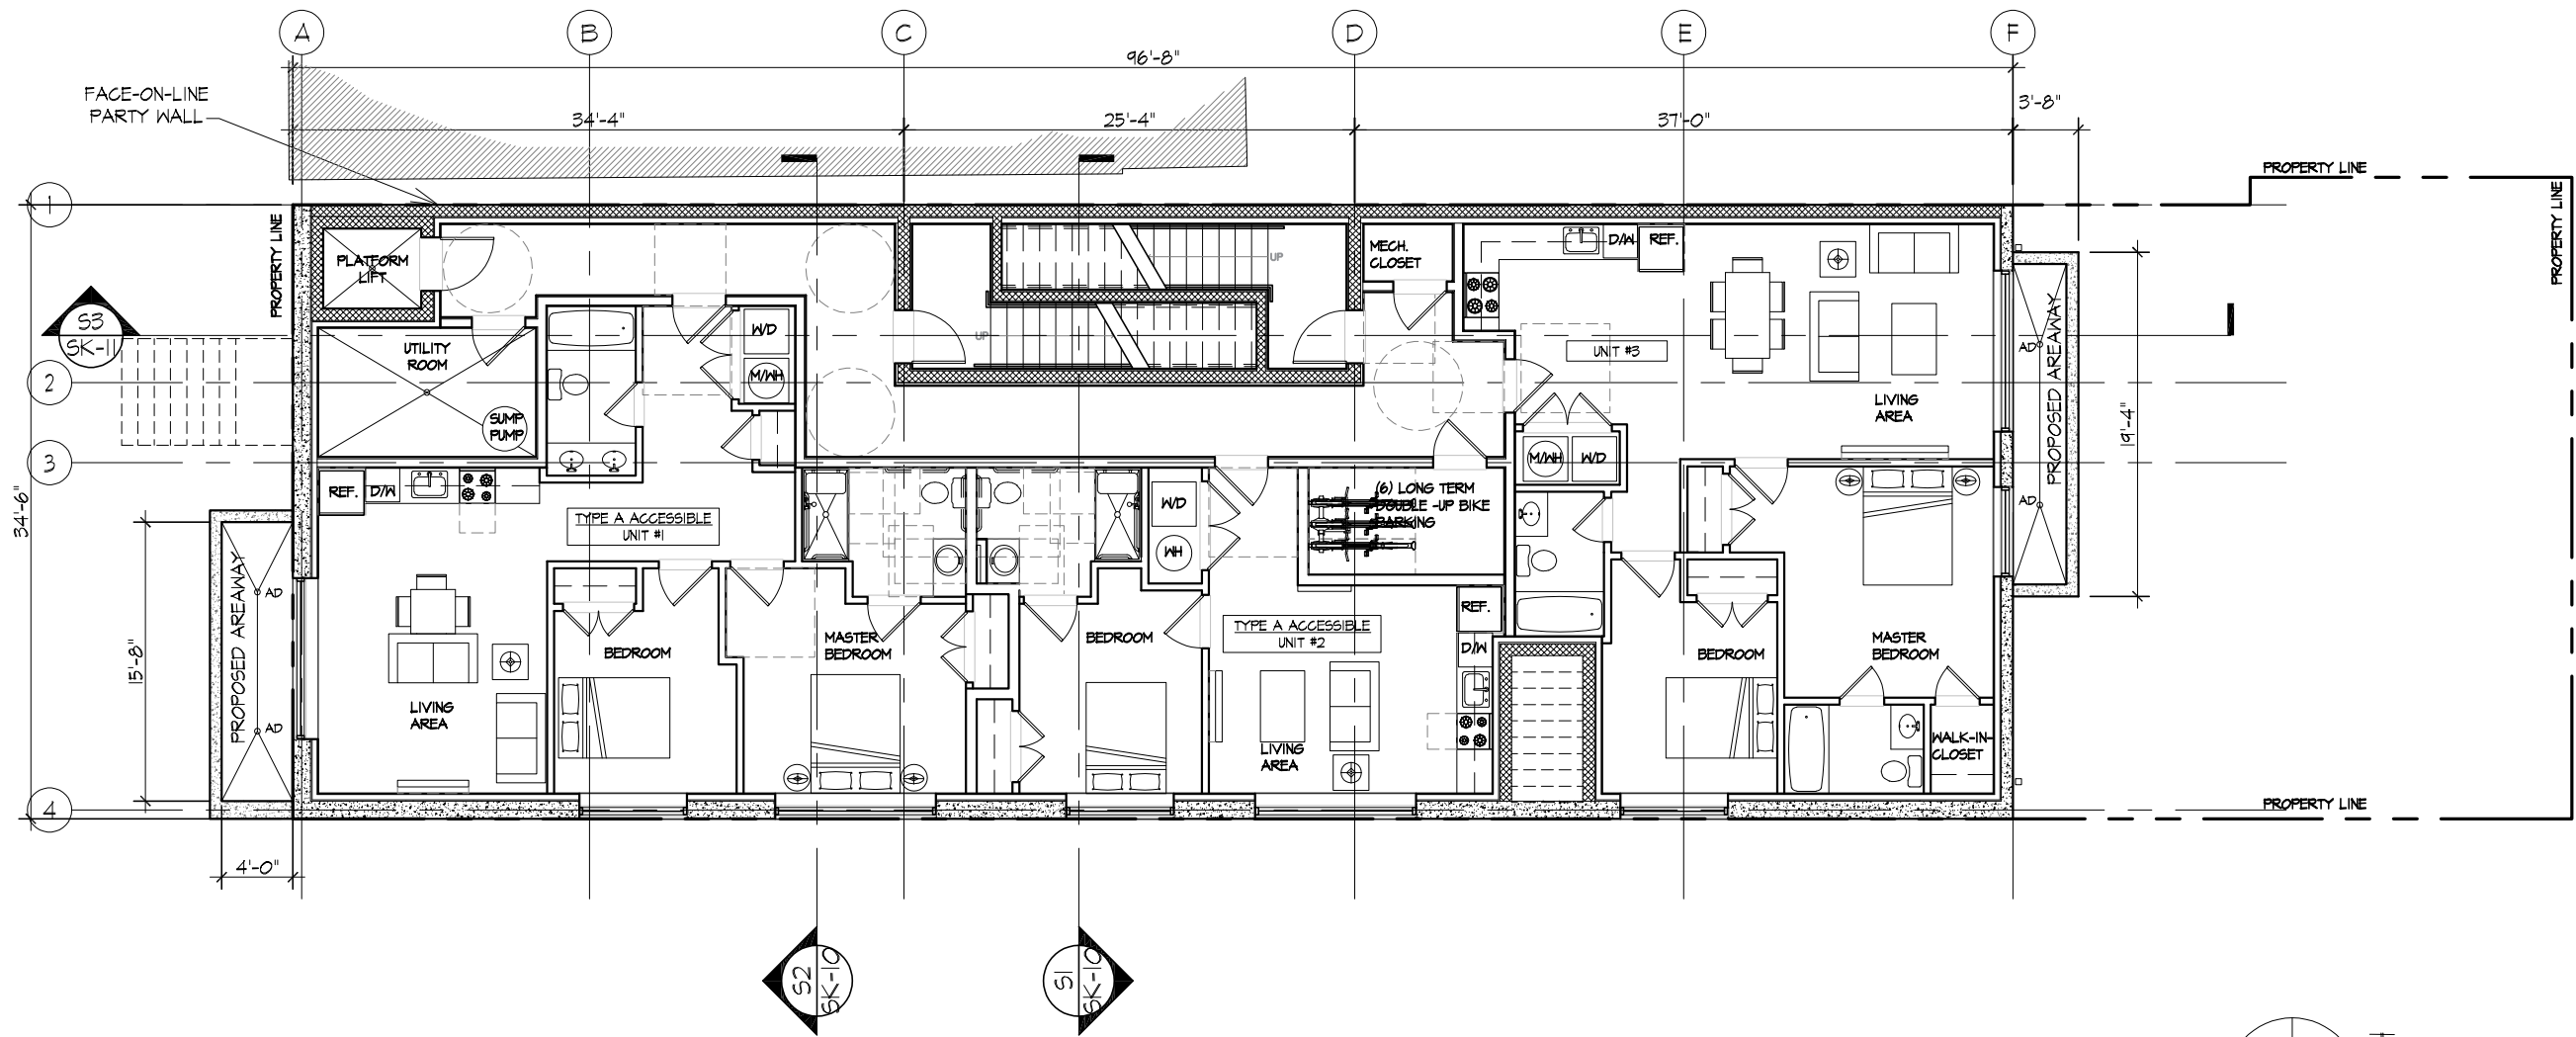 A
B
C
D
E
F
96'-8"
FACE-ON-LINE
PARTY WALL
34'-4"
25'-4"
37'-0"
3'-8"
PROPERTY LINE
PROPERTY LINE
PROPERTY LINE
1
PLATFORM
LIFT
MECH.
CLOSET
D/W
REF.
UP
UP
S3
SK-11
UTILITY
ROOM
W/D
M/WH
UNIT #3
AD
PROPOSED AREAWAY
2
SUMP
PUMP
LIVING
AREA
19'-4"
3
34'-6"
REF.
D/W
M/WH
W/D
TYPE A ACCESSIBLE
UNIT #1
W/D
WH
(6) LONG TERM
DOUBLE -UP BIKE
PARKING
AD
PROPOSED AREAWAY
AD
AD
15'-8"
BEDROOM
MASTER
BEDROOM
BEDROOM
TYPE A ACCESSIBLE
UNIT #2
REF.
D/W
BEDROOM
MASTER
BEDROOM
LIVING
AREA
LIVING
AREA
WALK-IN-
CLOSET
4
PROPERTY LINE
4'-0"
S2
SK-10
S1
SK-10